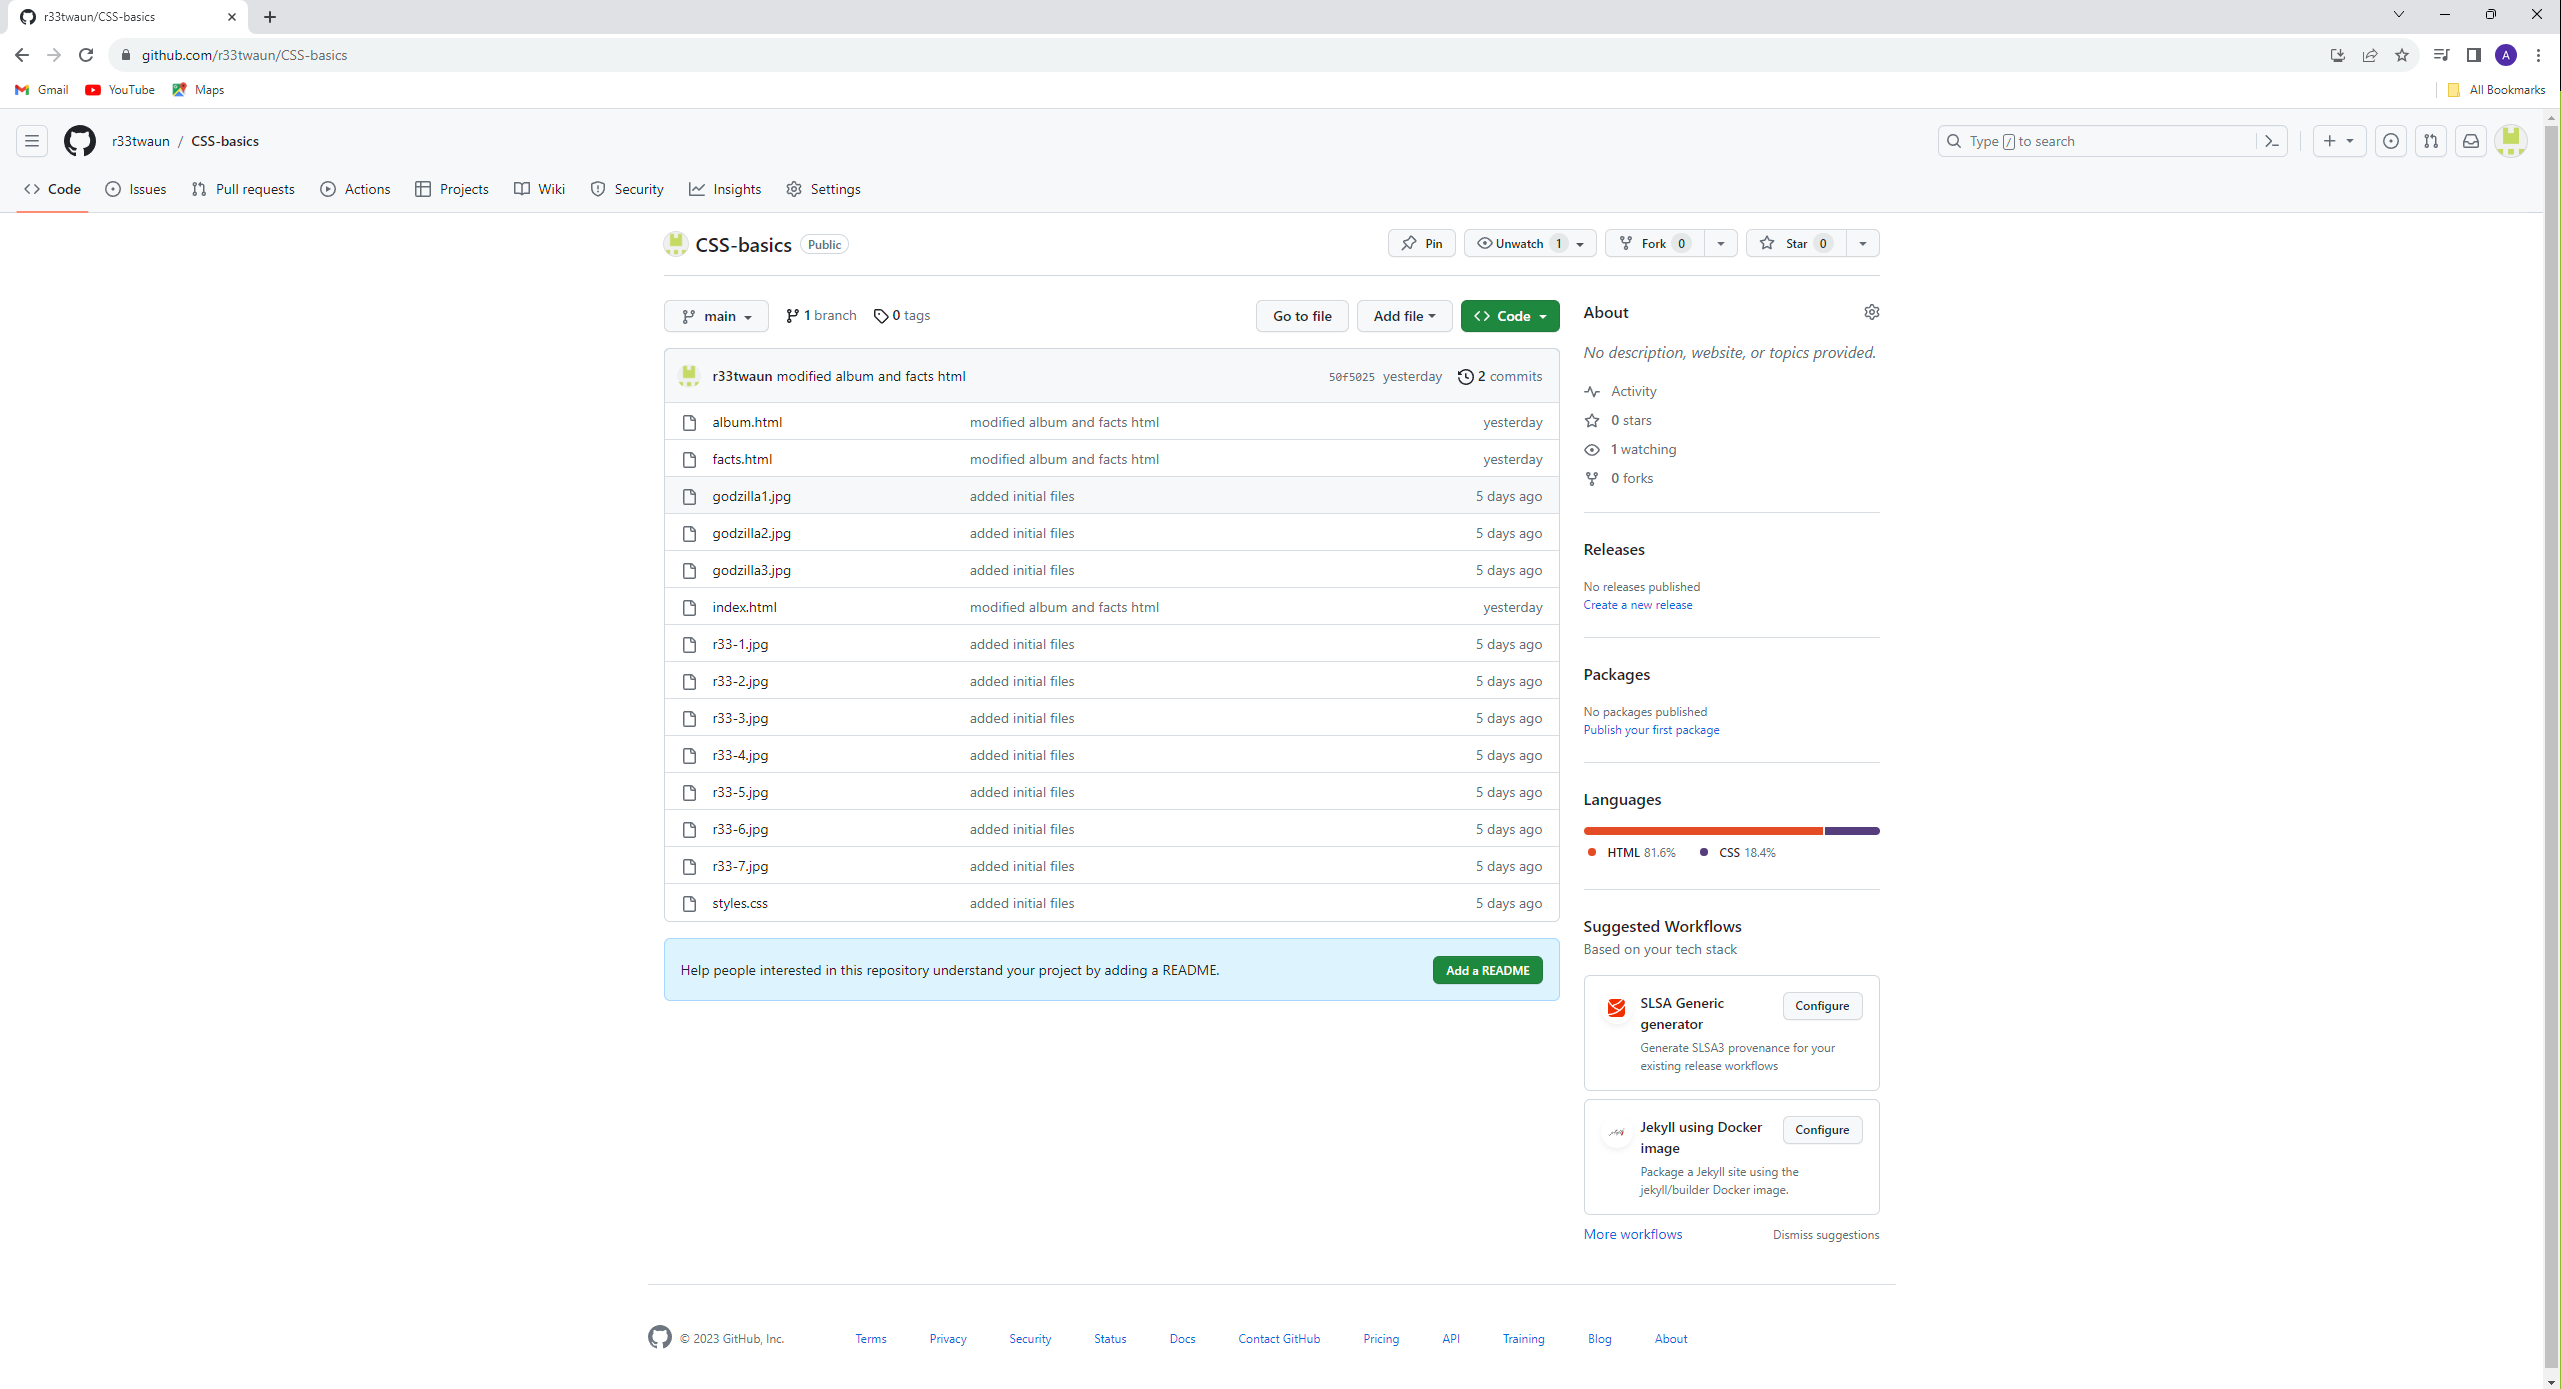 r33twaun/CSS-basics
github.com/r33twaun/CSS-basics
Gmail YouTube Maps All Bookmarks
r33twaun / CSS-basics Type / to search A
Code Issues Pull requests Actions Projects Wiki Security Insights Settings
CSS-basics Public Pin Unwatch 1 Fork 0 Star 0
main 1 branch 0 tags Go to file Add file Code
r33twaun modified album and facts html 50f5025 yesterday 2 commits
album.html modified album and facts html yesterday
facts.html modified album and facts html yesterday
godzilla1.jpg added initial files 5 days ago
godzilla2.jpg added initial files 5 days ago
godzilla3.jpg added initial files 5 days ago
index.html modified album and facts html yesterday
r33-1.jpg added initial files 5 days ago
r33-2.jpg added initial files 5 days ago
r33-3.jpg added initial files 5 days ago
r33-4.jpg added initial files 5 days ago
r33-5.jpg added initial files 5 days ago
r33-6.jpg added initial files 5 days ago
r33-7.jpg added initial files 5 days ago
styles.css added initial files 5 days ago
Help people interested in this repository understand your project by adding a README. Add a README
About
No description, website, or topics provided.
Activity
0 stars
1 watching
0 forks
Releases
No releases published
Create a new release
Packages
No packages published
Publish your first package
Languages
HTML 81.6% CSS 18.4%
Suggested Workflows
Based on your tech stack
SLSA Generic generator Configure
Generate SLSA3 provenance for your
existing release workflows
Jekyll using Docker image Configure
Package a Jekyll site using the
jekyll/builder Docker image.
More workflows Dismiss suggestions
© 2023 GitHub, Inc. Terms Privacy Security Status Docs Contact GitHub Pricing API Training Blog About